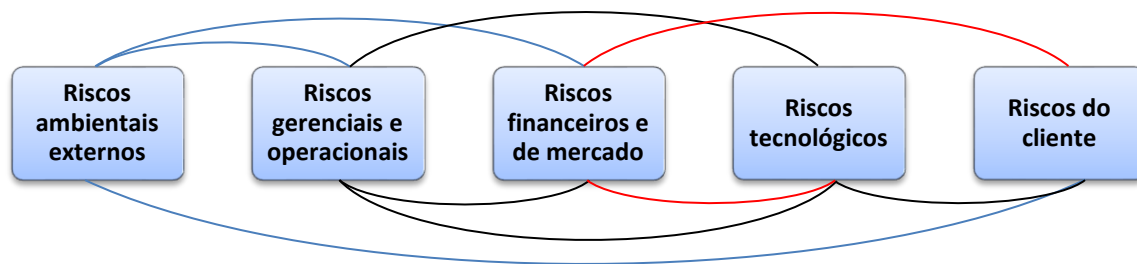 Riscos
ambientais
externos
Riscos
gerenciais e
operacionais
Riscos
financeiros e
de mercado
Riscos
tecnológicos
Riscos do
cliente